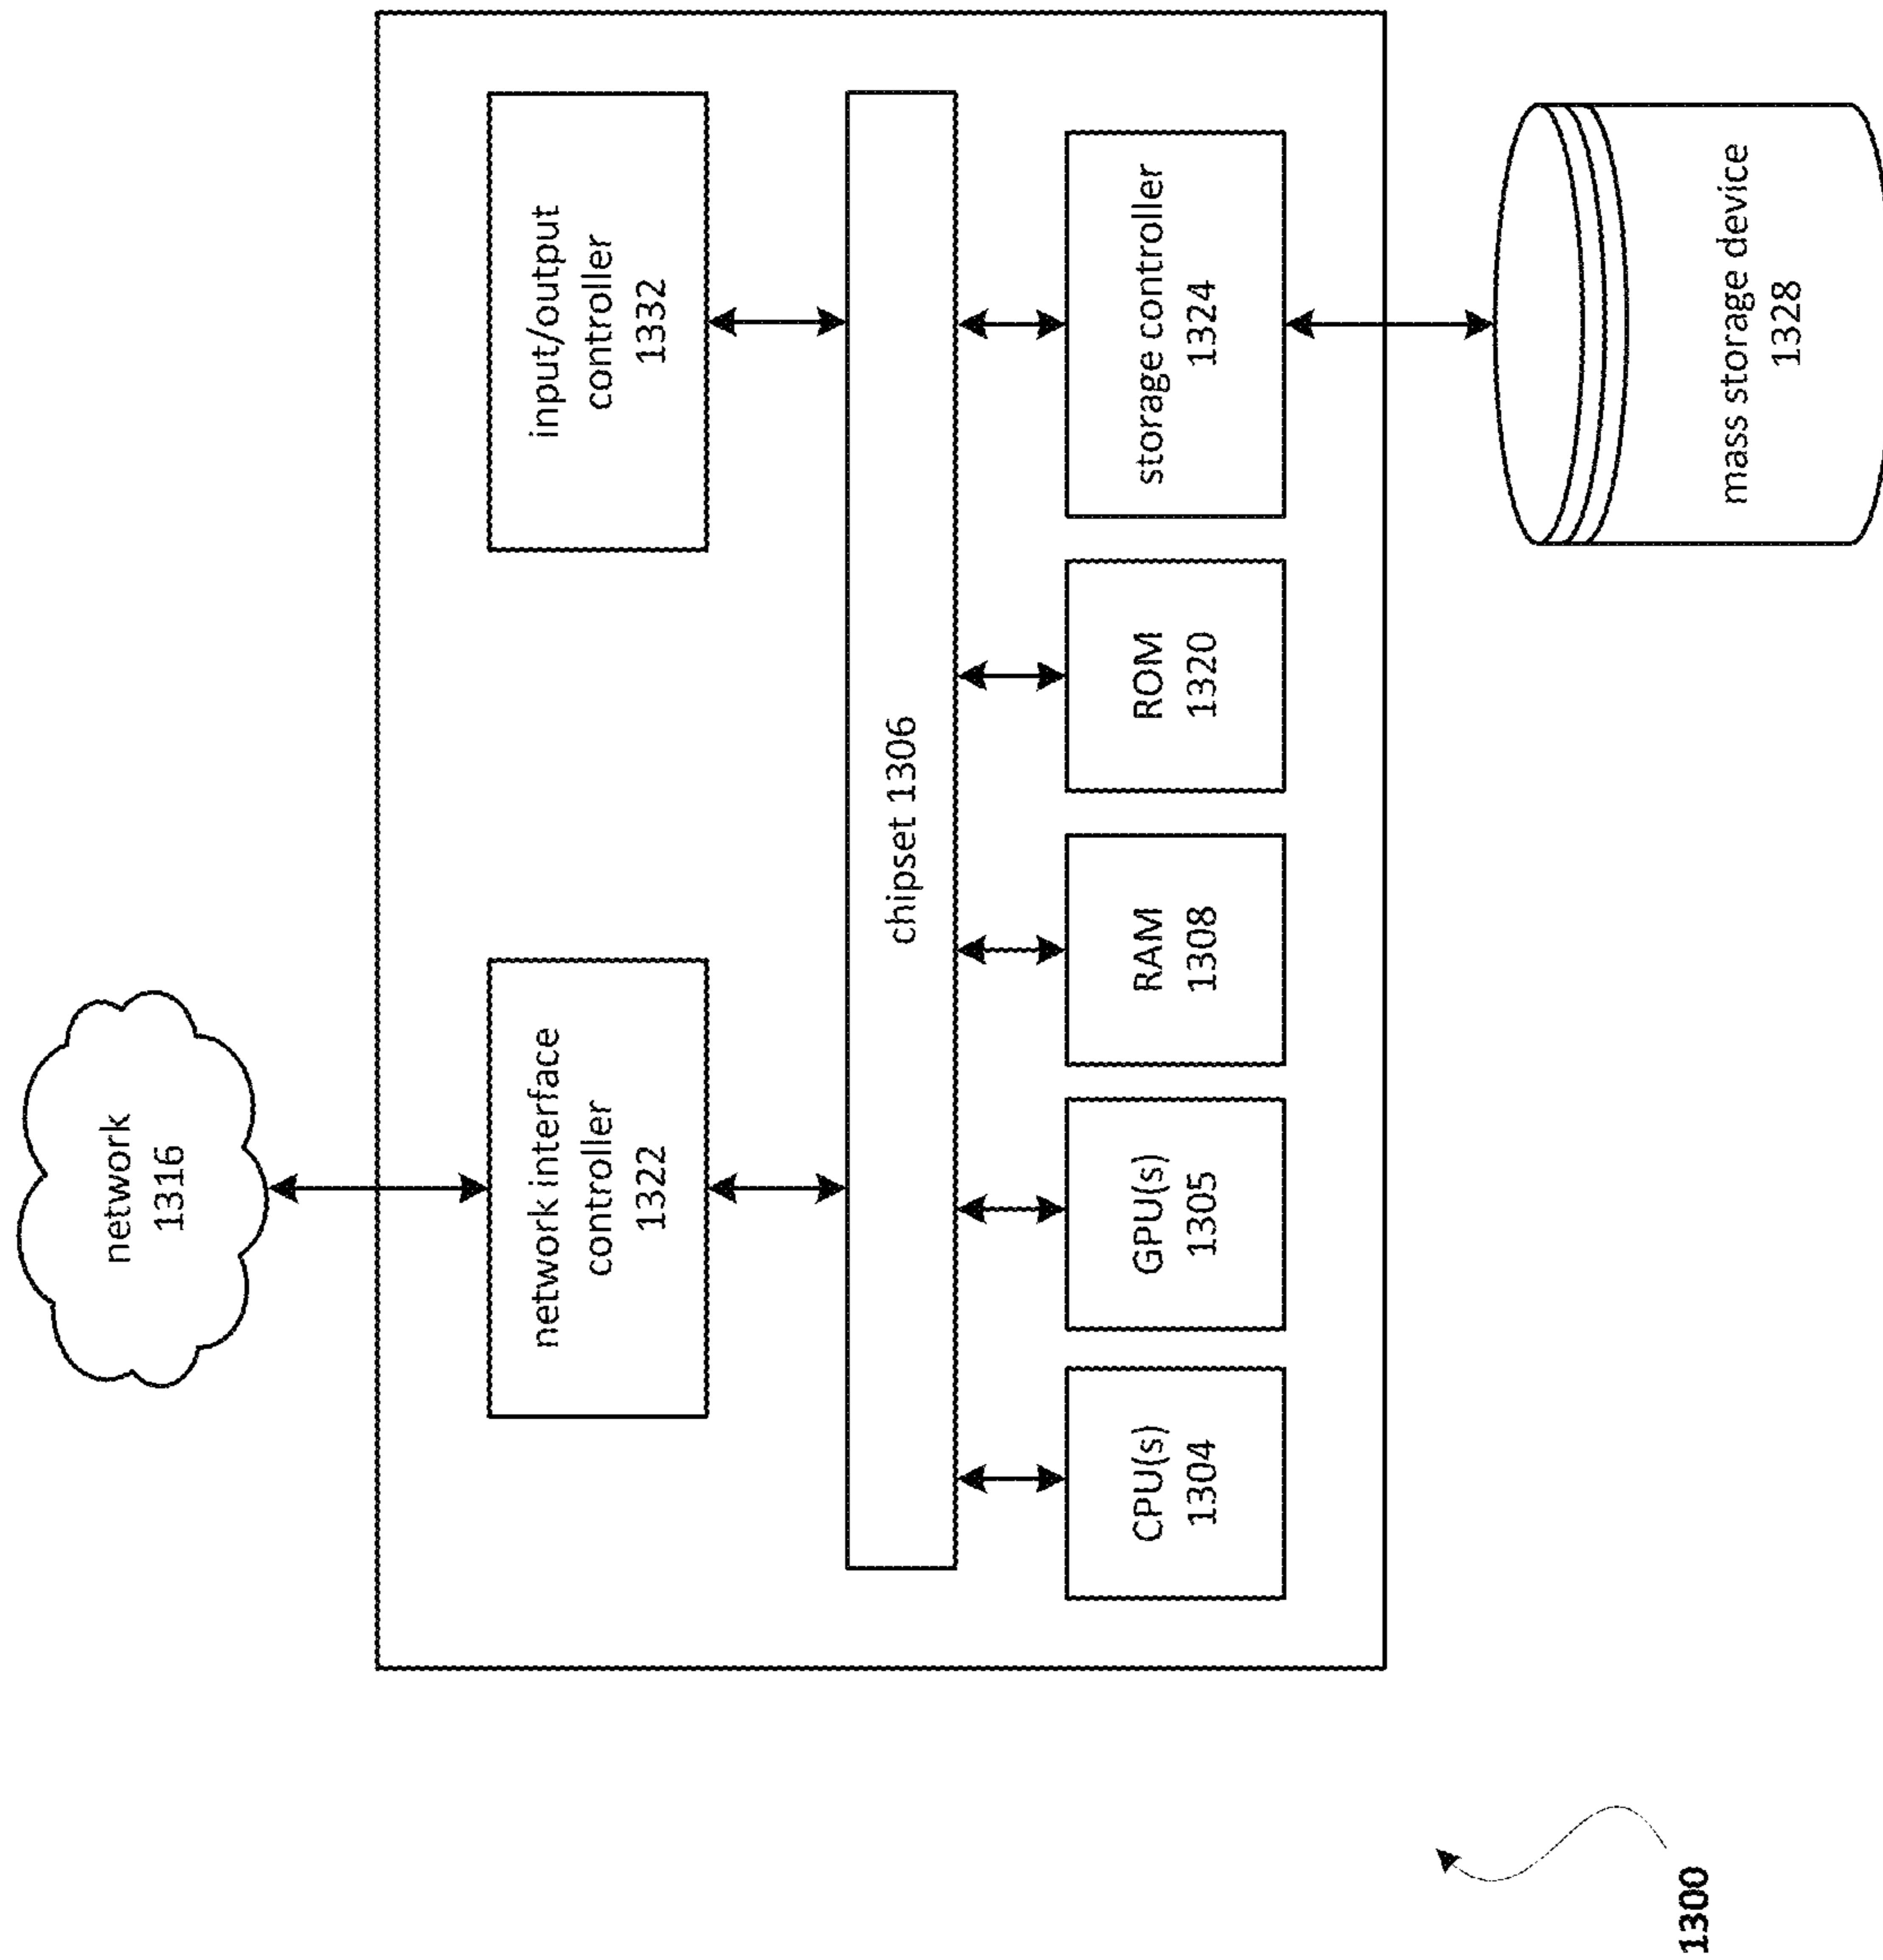 network
1316
network interface
controller
1322
input/output
controller
1332
chipset 1306
CPU(s)
1304
GPU(s)
1305
RAM
1308
ROM
1320
storage controller
1324
mass storage device
1328
1300